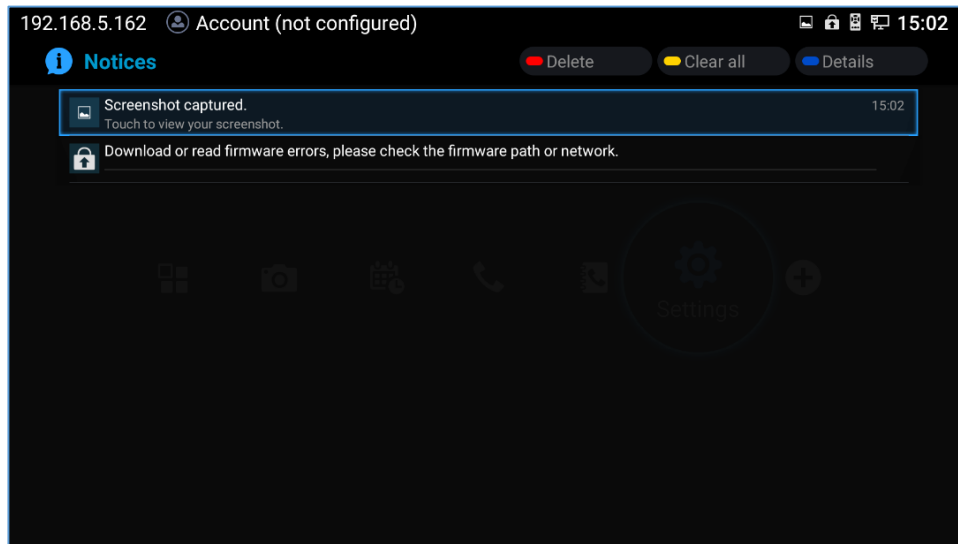 192.168.5.162 Account (not configured) 15:02
Notices Delete Clear all Details
Screenshot captured. 15:02
Touch to view your screenshot.
Download or read firmware errors, please check the firmware path or network.
Settings